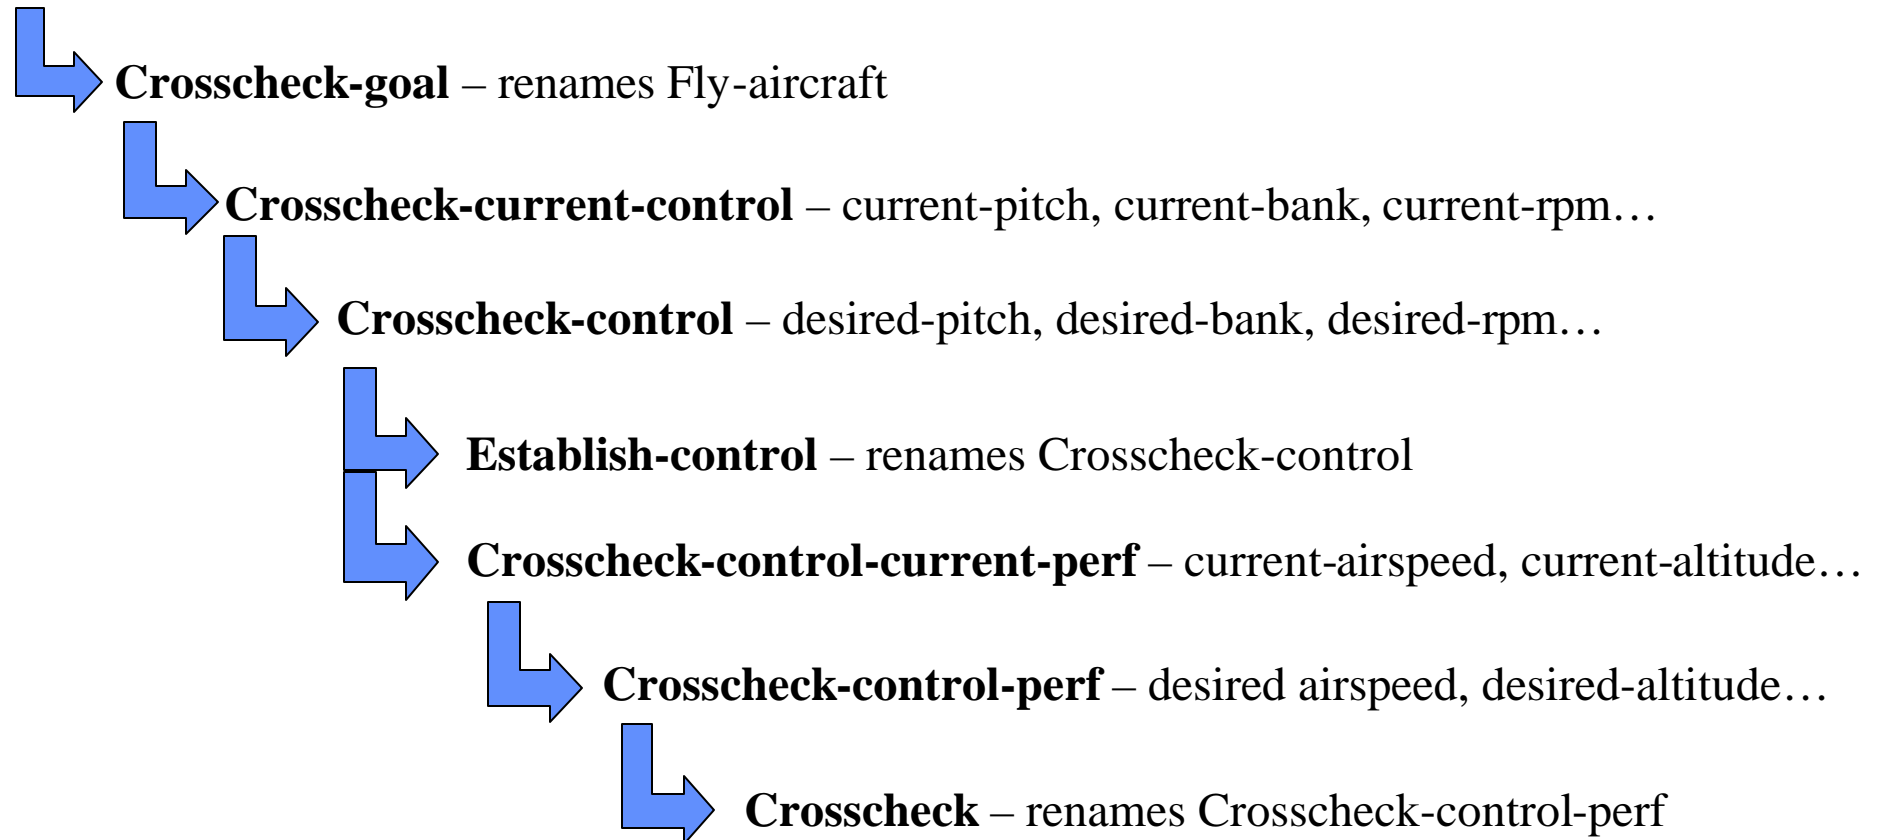 Crosscheck-goal – renames Fly-aircraft
Crosscheck-current-control – current-pitch, current-bank, current-rpm…
Crosscheck-control – desired-pitch, desired-bank, desired-rpm…
Establish-control – renames Crosscheck-control
Crosscheck-control-current-perf – current-airspeed, current-altitude…
Crosscheck-control-perf – desired airspeed, desired-altitude…
Crosscheck – renames Crosscheck-control-perf